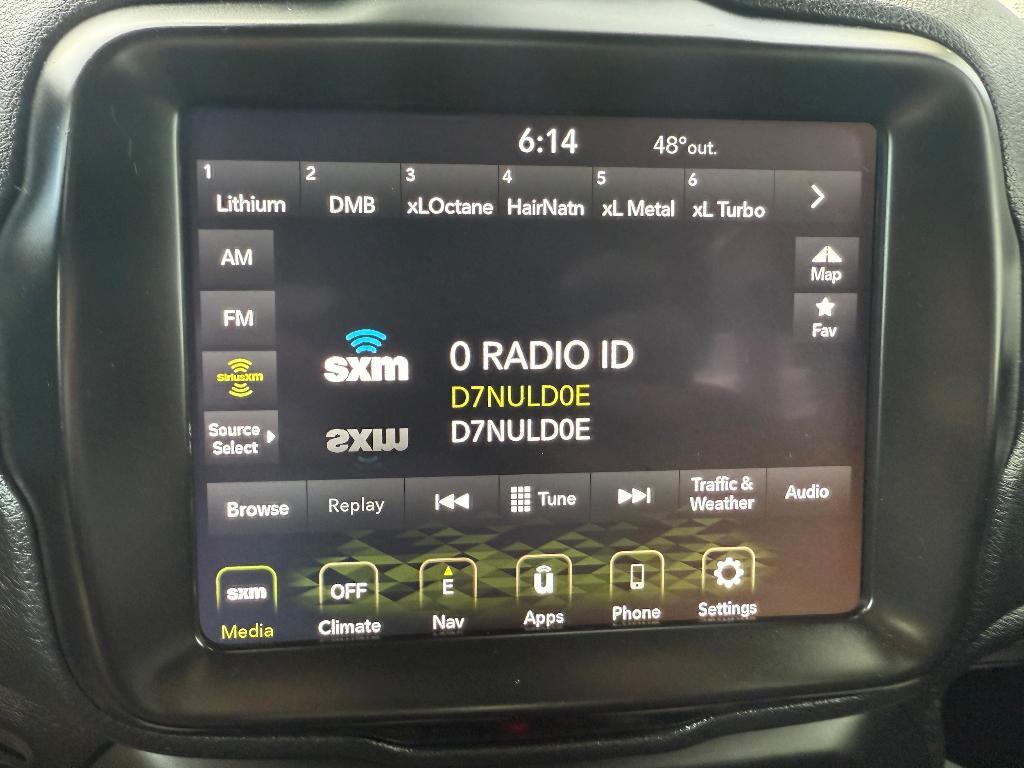 6:14 48°out.
1 2 3 4 5 6
Lithium DMB xLOctane HairNatn xL Metal xL Turbo
AM
Map
FM
Fav
sxm
0 RADIO ID
SiriusXM
D7NULD0E
D7NULD0E
Source
Select
sxm
Browse Replay Tune Traffic &
Weather Audio
sxm OFF E u
Media Climate Nav Apps Phone Settings